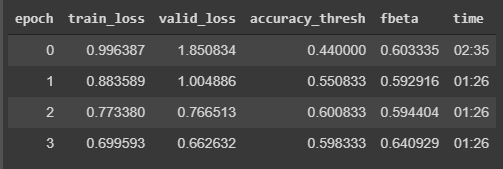 epoch train_loss valid_loss accuracy_thresh fbeta time
0 0.996387 1.850834 0.440000 0.603335 02:35
1 0.883589 1.004886 0.550833 0.592916 01:26
2 0.773380 0.766513 0.600833 0.594404 01:26
3 0.699593 0.662632 0.598333 0.640929 01:26